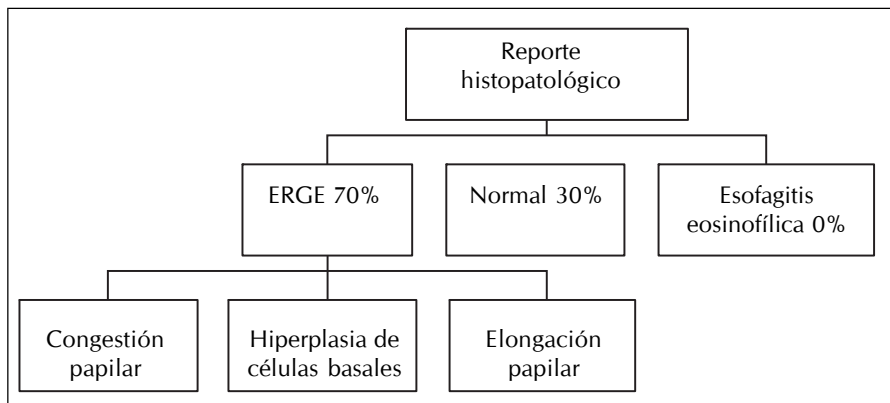 Reporte
histopatológico
ERGE 70%
Normal 30%
Esofagitis
eosinofílica 0%
Congestión
papilar
Hiperplasia de
células basales
Elongación
papilar